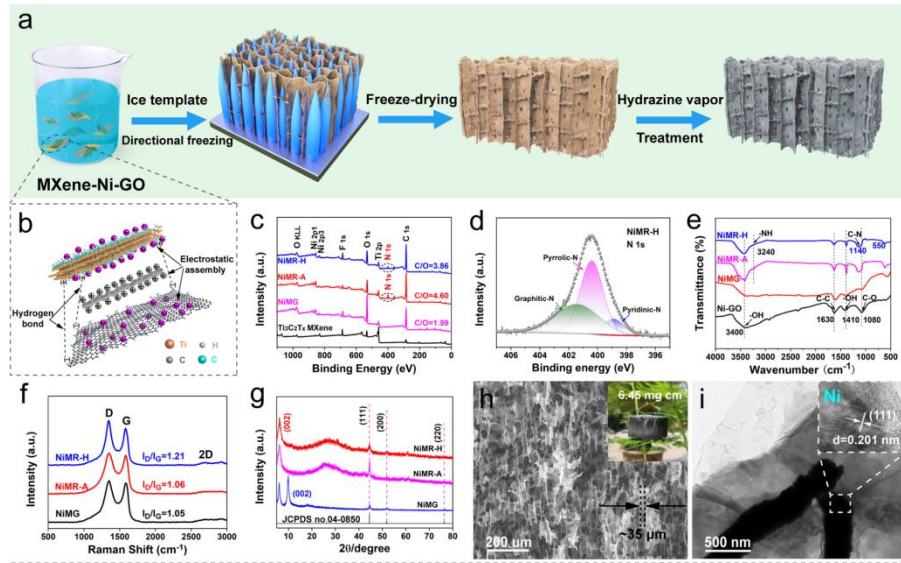 a
Ice template
Directional freezing
Freeze-drying
Hydrazine vapor
Treatment
MXene-Ni-GO
b
Electrostatic
assembly
Hydrogen
bond
Ti
H
C
C
c
Intensity (a.u.)
O KLL
Ni 2p1
Ni 2p3
F 1s
O 1s
Ti 2p
N 1s
C 1s
NiMR-H
C/O=3.86
NiMR-A
N 1s
C/O=4.60
NiMG
C/O=1.59
Ti3C2Tx MXene
1000 800 600 400 200 0
Binding Energy (eV)
d
Intensity (a.u.)
NiMR-H
N 1s
Pyrrolic-N
Graphitic-N
Pyridinic-N
406 404 402 400 398 396
Binding energy (eV)
e
Transmittance (%)
NiMR-H
-NH
3240
C-N
1140
550
NiMR-A
NiMG
Ni-GO
-OH
3400
C-C
1630
-OH
1410
C-O
1080
4000 3500 3000 2500 2000 1500 1000 500
Wavenumber (cm-1)
f
Intensity (a.u.)
D
G
2D
NiMR-H
ID/IG=1.21
NiMR-A
ID/IG=1.06
NiMG
ID/IG=1.05
500 1000 1500 2000 2500 3000
Raman Shift (cm-1)
g
Intensity (a.u.)
(002)
(111)
(200)
(220)
NiMR-H
NiMR-A
(002)
NiMG
JCPDS no.04-0850
0 10 20 30 40 50 60 70 80
2θ/degree
h
6.45 mg cm-3
~35 μm
200 um
i
Ni
(111)
d=0.201 nm
500 nm